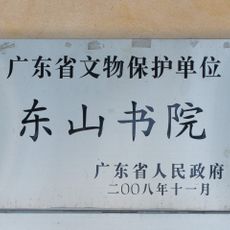 广东省文物保护单位
东山书院
广东省人民政府
二〇〇八年十一月